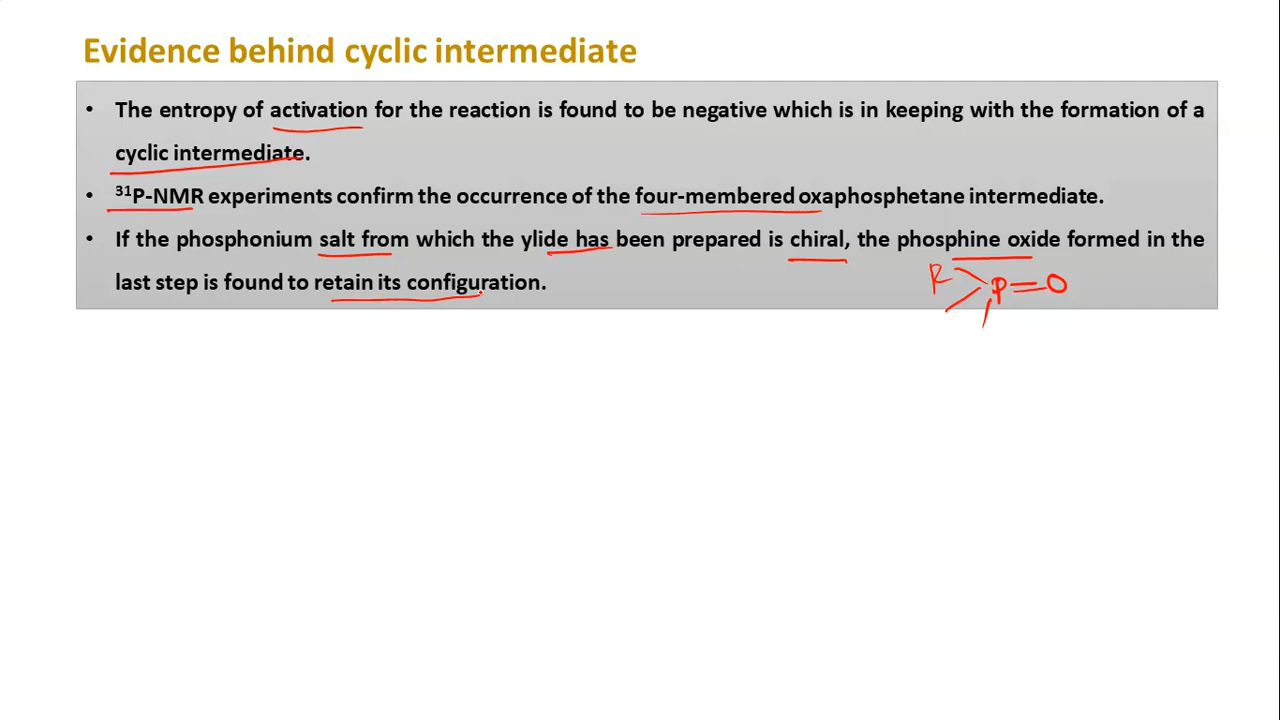 Evidence behind cyclic intermediate
• The entropy of activation for the reaction is found to be negative which is in keeping with the formation of a
cyclic intermediate.
• ³¹P-NMR experiments confirm the occurrence of the four-membered oxaphosphetane intermediate.
• If the phosphonium salt from which the ylide has been prepared is chiral, the phosphine oxide formed in the
last step is found to retain its configuration.
R P=O